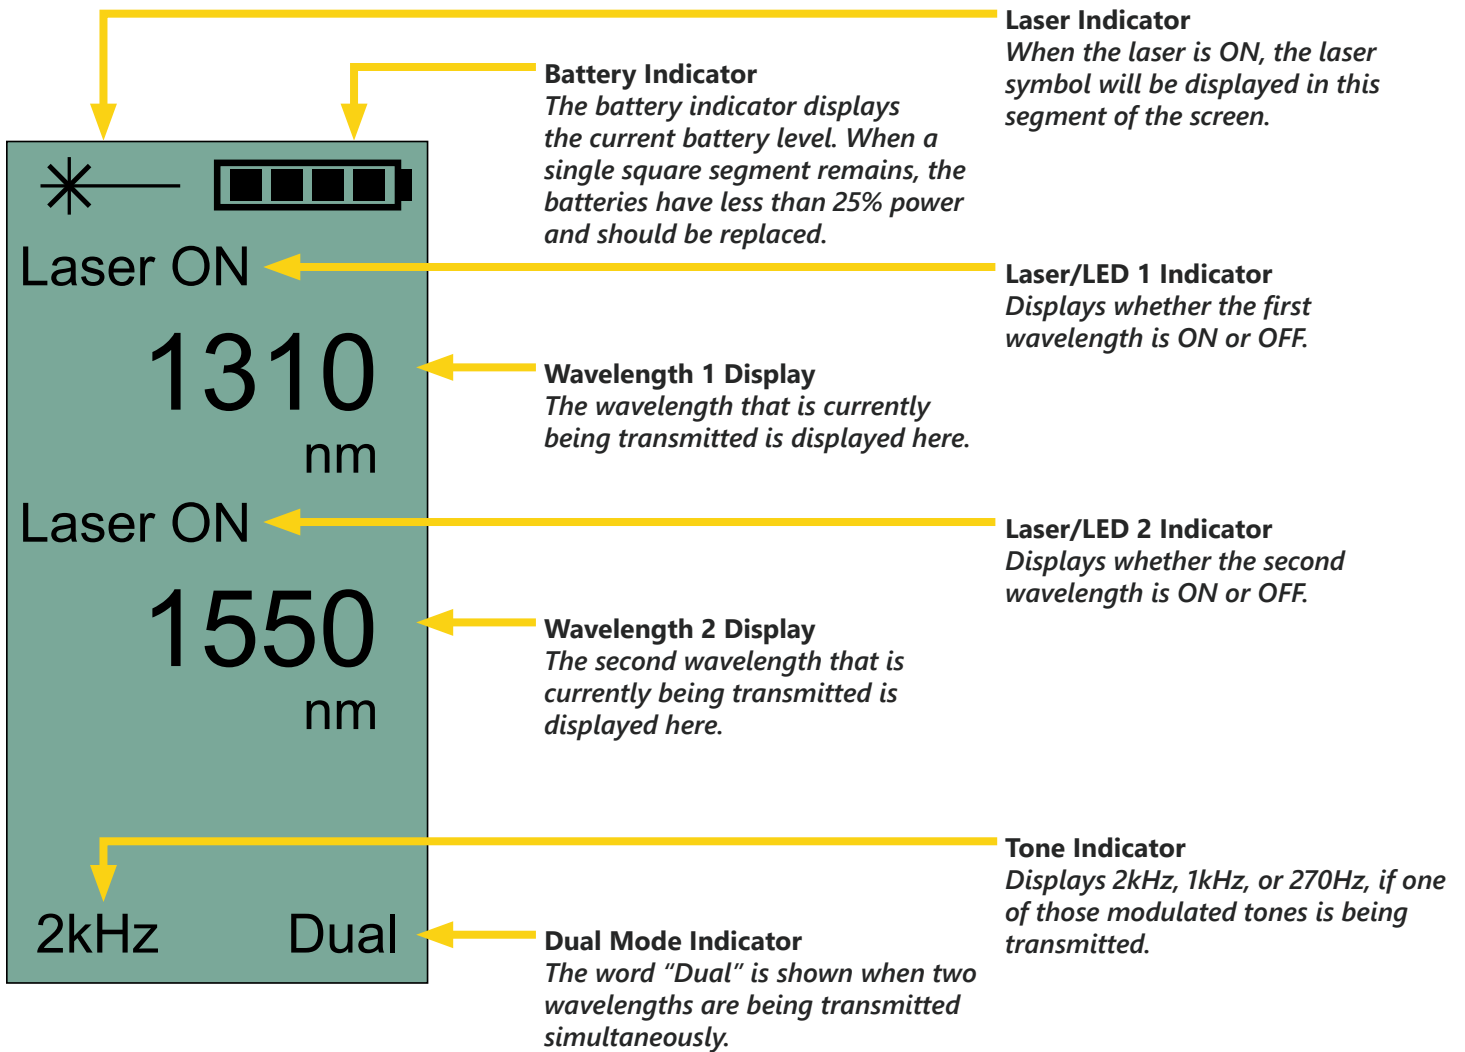 Laser Indicator
When the laser is ON, the laser
symbol will be displayed in this
segment of the screen.
Battery Indicator
The battery indicator displays
the current battery level. When a
single square segment remains, the
batteries have less than 25% power
and should be replaced.
Laser ON
Laser/LED 1 Indicator
Displays whether the first
wavelength is ON or OFF.
1310
nm
Wavelength 1 Display
The wavelength that is currently
being transmitted is displayed here.
Laser ON
Laser/LED 2 Indicator
Displays whether the second
wavelength is ON or OFF.
1550
nm
Wavelength 2 Display
The second wavelength that is
currently being transmitted is
displayed here.
Tone Indicator
Displays 2kHz, 1kHz, or 270Hz, if one
of those modulated tones is being
transmitted.
2kHz
Dual
Dual Mode Indicator
The word “Dual” is shown when two
wavelengths are being transmitted
simultaneously.